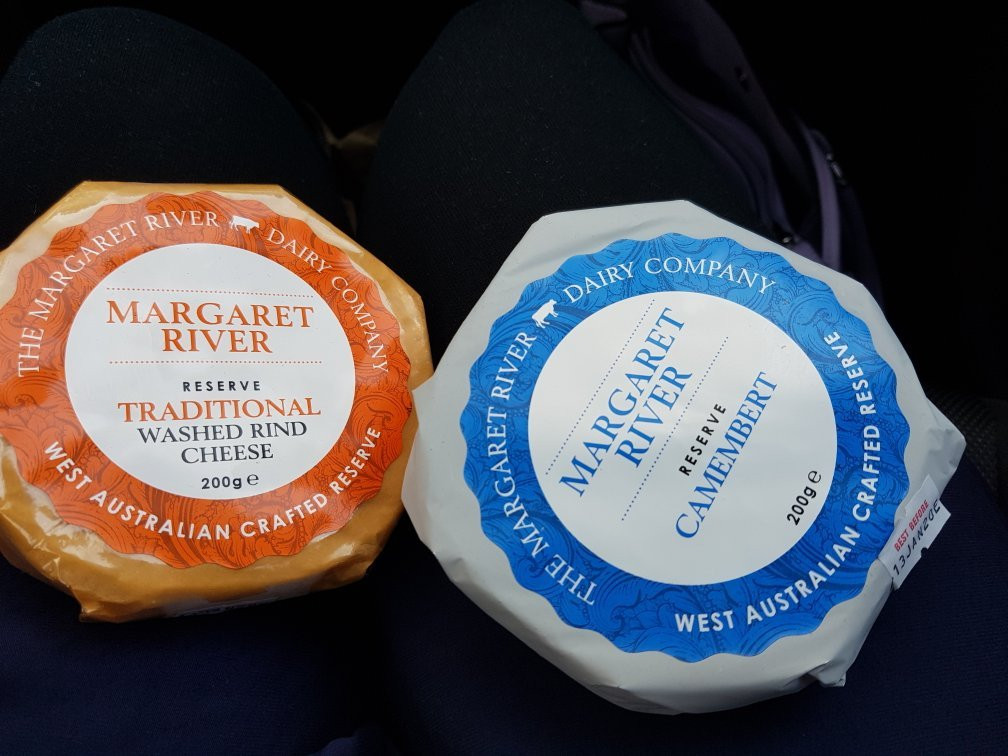 THE MARGARET RIVER DAIRY COMPANY
MARGARET
RIVER
RESERVE
TRADITIONAL
WASHED RIND
CHEESE
200g e
WEST AUSTRALIAN CRAFTED RESERVE
THE MARGARET RIVER DAIRY COMPANY
MARGARET
RIVER
RESERVE
CAMEMBERT
200g e
WEST AUSTRALIAN CRAFTED RESERVE
BEST BEFORE
13JAN20